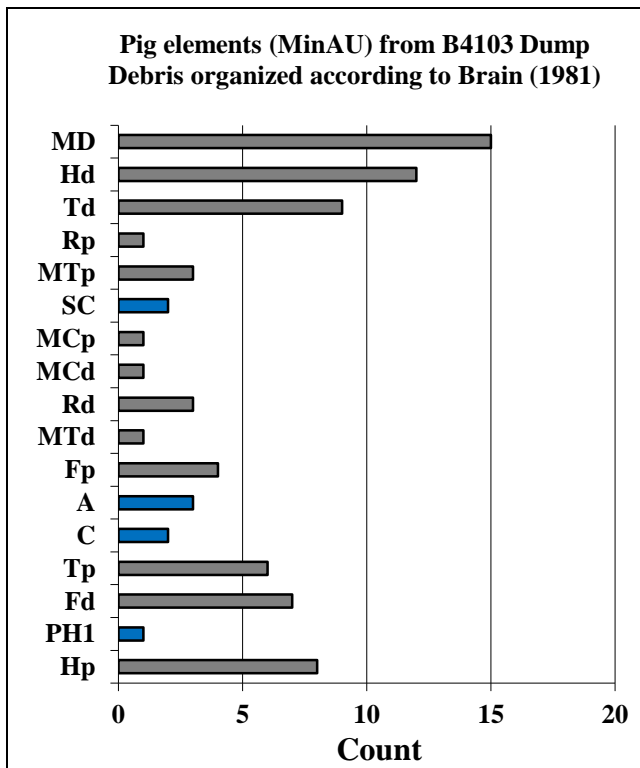 Pig elements (MinAU) from B4103 Dump
Debris organized according to Brain (1981)
MD
Hd
Td
Rp
MTp
SC
MCp
MCd
Rd
MTd
Fp
A
C
Tp
Fd
PH1
Hp
0 5 10 15 20
Count